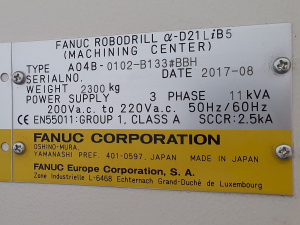 FANUC ROBODRILL α-D21LiB5
(MACHINING CENTER)
TYPE A04B-0102-B133#BBH
SERIALNO. DATE 2017-08
WEIGHT 2300kg
POWER SUPPLY 3 PHASE 11kVA
200Va.c. to 220Va.c. 50Hz/60Hz
CE EN55011:GROUP 1, CLASS A SCCR:2.5kA
FANUC CORPORATION
OSHINO-MURA,
YAMANASHI PREF. 401-0597, JAPAN MADE IN JAPAN
FANUC Europe Corporation, S. A.
Zone Industrielle L-6468 Echternach Grand-Duché de Luxembourg